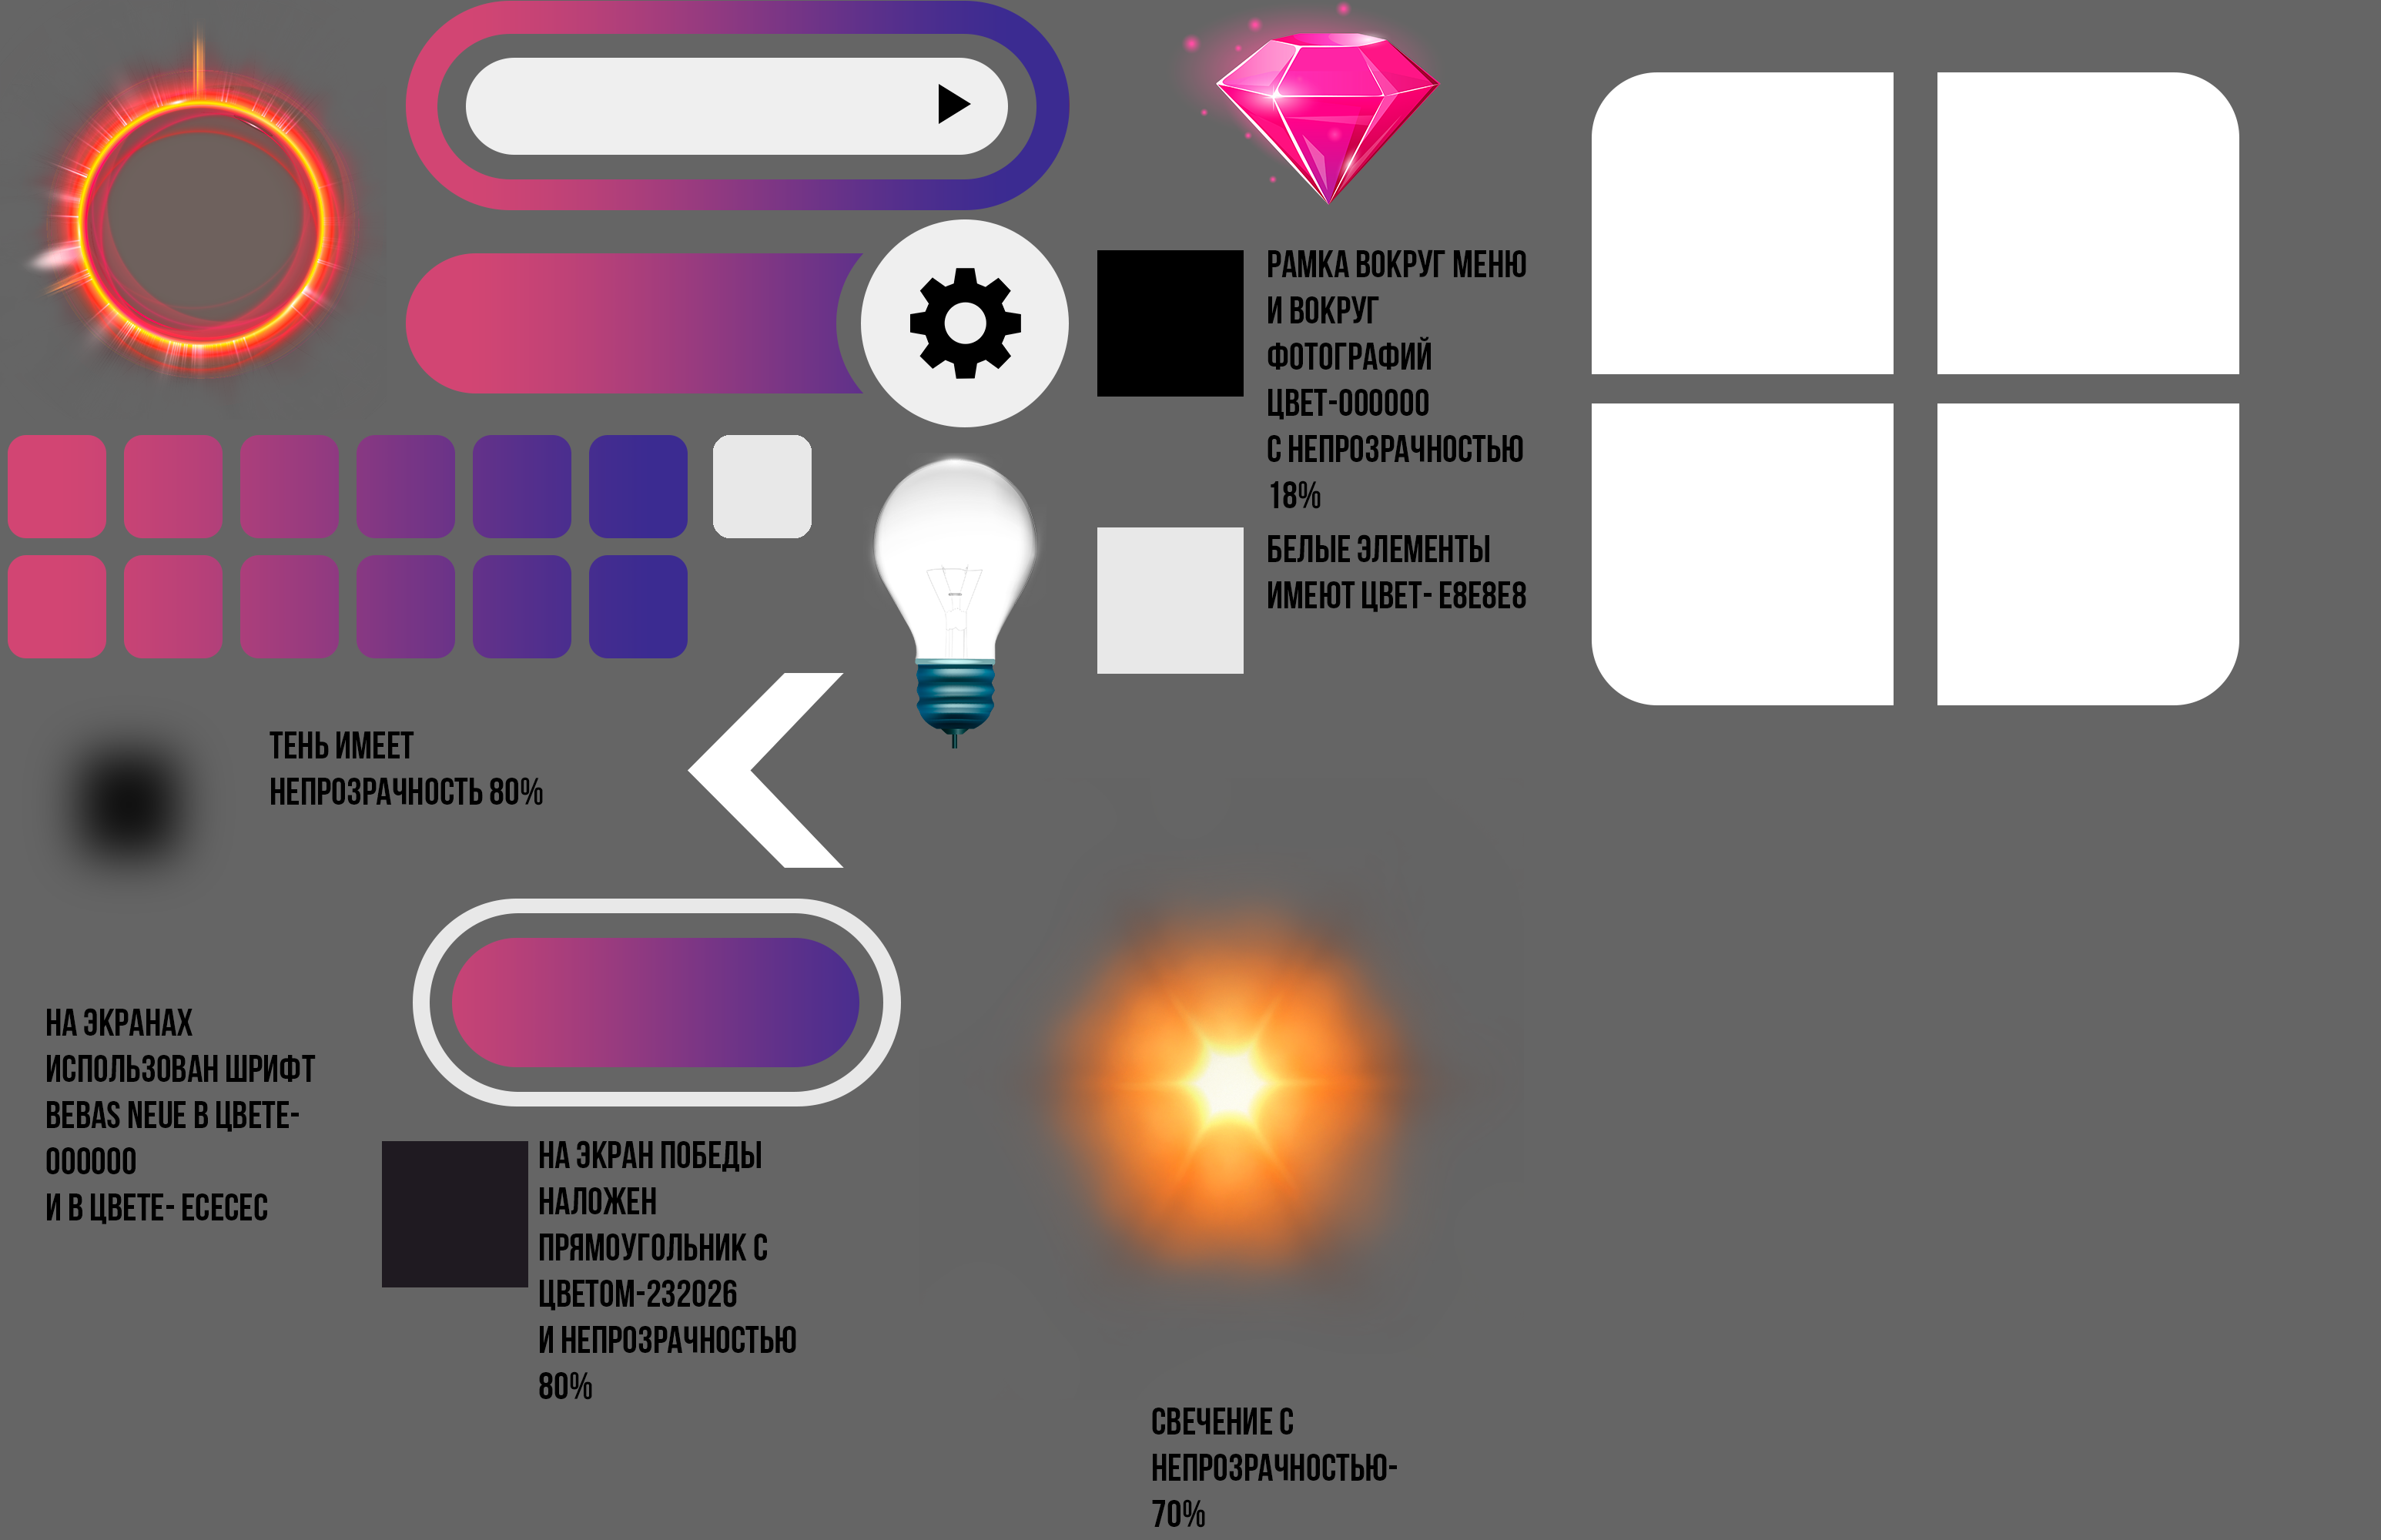 РАМКА ВОКРУГ МЕНЮ
И ВОКРУГ
ФОТОГРАФИЙ
ЦВЕТ-000000
С НЕПРОЗРАЧНОСТЬЮ
18%
БЕЛЫЕ ЭЛЕМЕНТЫ
ИМЕЮТ ЦВЕТ- E8E8E8
ТЕНЬ ИМЕЕТ
НЕПРОЗРАЧНОСТЬ 80%
НА ЭКРАНАХ
ИСПОЛЬЗОВАН ШРИФТ
BEBAS NEUE В ЦВЕТЕ-
000000
И В ЦВЕТЕ- ECECEC
НА ЭКРАН ПОБЕДЫ
НАЛОЖЕН
ПРЯМОУГОЛЬНИК С
ЦВЕТОМ-232026
И НЕПРОЗРАЧНОСТЬЮ
80%
СВЕЧЕНИЕ С
НЕПРОЗРАЧНОСТЬЮ-
70%